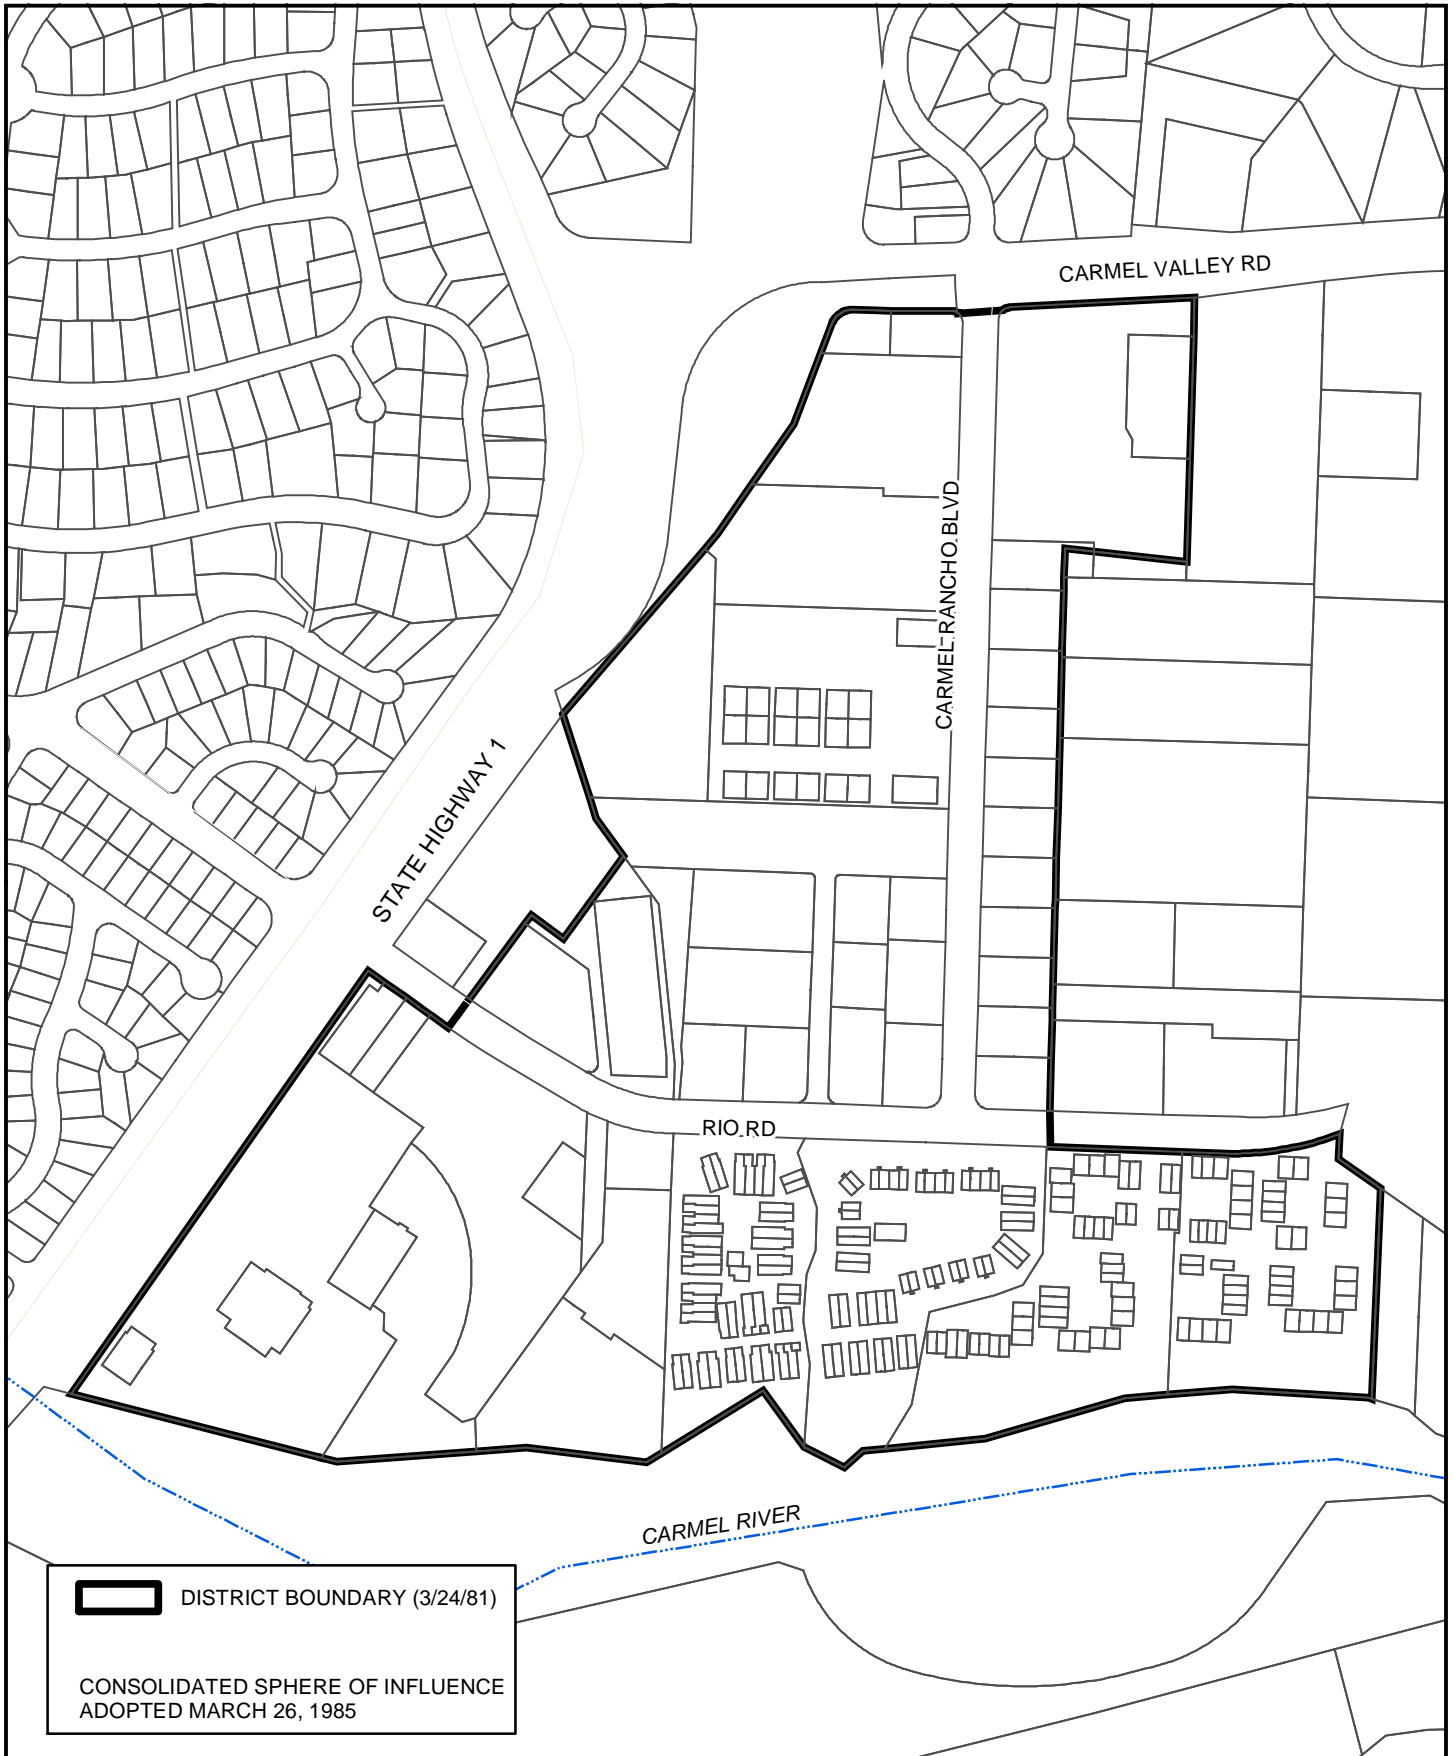 CARMEL VALLEY RD
CARMEL RANCHO BLVD
STATE HIGHWAY 1
RIO RD
CARMEL RIVER
DISTRICT BOUNDARY (3/24/81)
CONSOLIDATED SPHERE OF INFLUENCE
ADOPTED MARCH 26, 1985